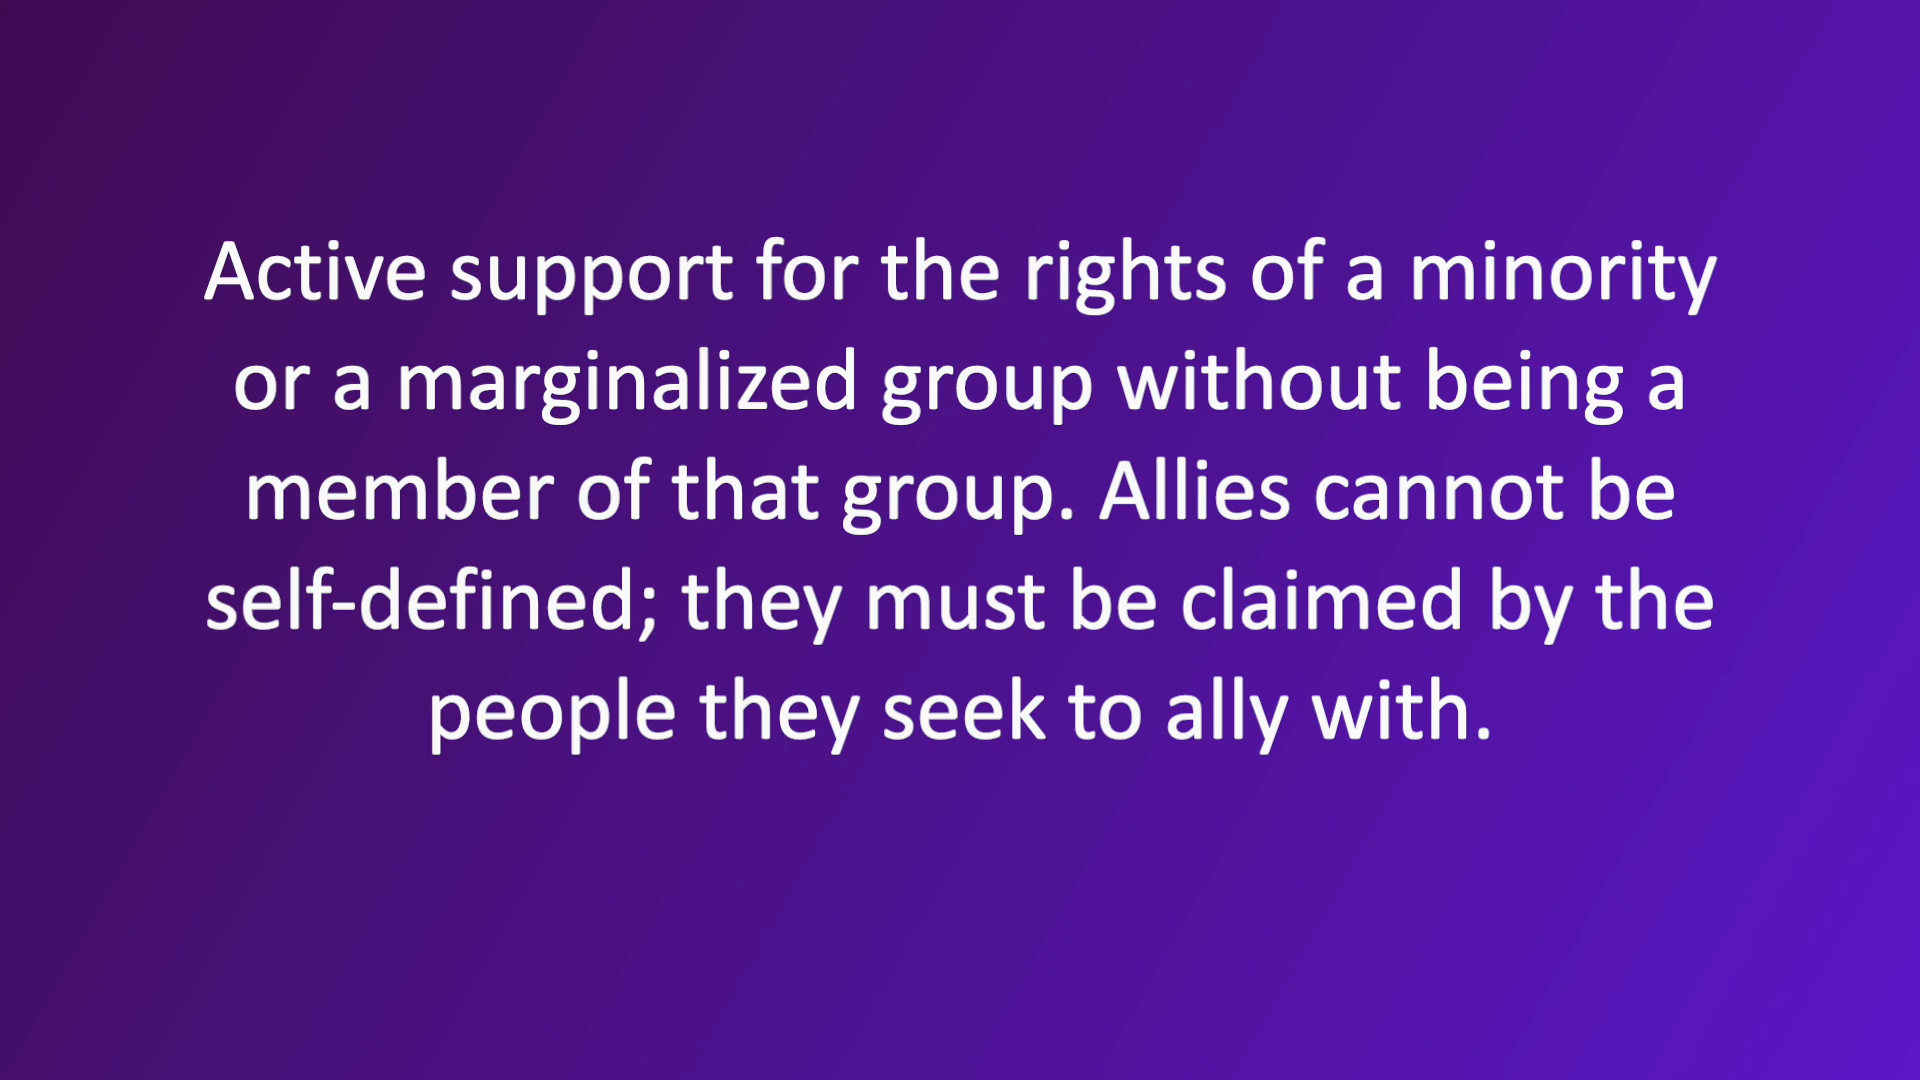 Active support for the rights of a minority
or a marginalized group without being a
member of that group. Allies cannot be
self-defined; they must be claimed by the
people they seek to ally with.